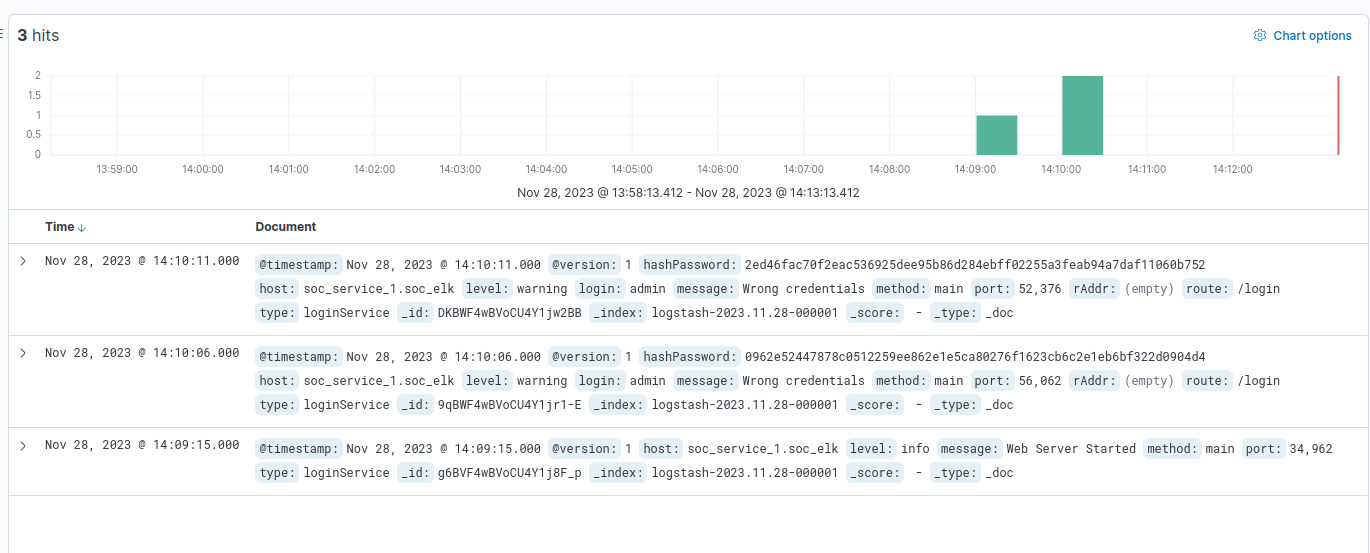 3 hits
Chart options
2
1.5
1
0.5
0
13:59:00 14:00:00 14:01:00 14:02:00 14:03:00 14:04:00 14:05:00 14:06:00 14:07:00 14:08:00 14:09:00 14:10:00 14:11:00 14:12:00
Nov 28, 2023 @ 13:58:13.412 - Nov 28, 2023 @ 14:13:13.412
Time Document
Nov 28, 2023 @ 14:10:11.000
@timestamp: Nov 28, 2023 @ 14:10:11.000 @version: 1 hashPassword: 2ed46fac70f2eac536925dee95b86d284ebff02255a3feab94a7daf11060b752
host: soc_service_1.soc_elk level: warning login: admin message: Wrong credentials method: main port: 52,376 rAddr: (empty) route: /login
type: loginService _id: DKBWF4wBVoCU4Y1jw2BB _index: logstash-2023.11.28-000001 _score: - _type: _doc
Nov 28, 2023 @ 14:10:06.000
@timestamp: Nov 28, 2023 @ 14:10:06.000 @version: 1 hashPassword: 0962e52447878c0512259ee862e1e5ca80276f1623cb6c2e1eb6bf322d0904d4
host: soc_service_1.soc_elk level: warning login: admin message: Wrong credentials method: main port: 56,062 rAddr: (empty) route: /login
type: loginService _id: 9qBWF4wBVoCU4Y1jr1-E _index: logstash-2023.11.28-000001 _score: - _type: _doc
Nov 28, 2023 @ 14:09:15.000
@timestamp: Nov 28, 2023 @ 14:09:15.000 @version: 1 host: soc_service_1.soc_elk level: info message: Web Server Started method: main port: 34,962
type: loginService _id: g6BVF4wBVoCU4Y1j8F_p _index: logstash-2023.11.28-000001 _score: - _type: _doc